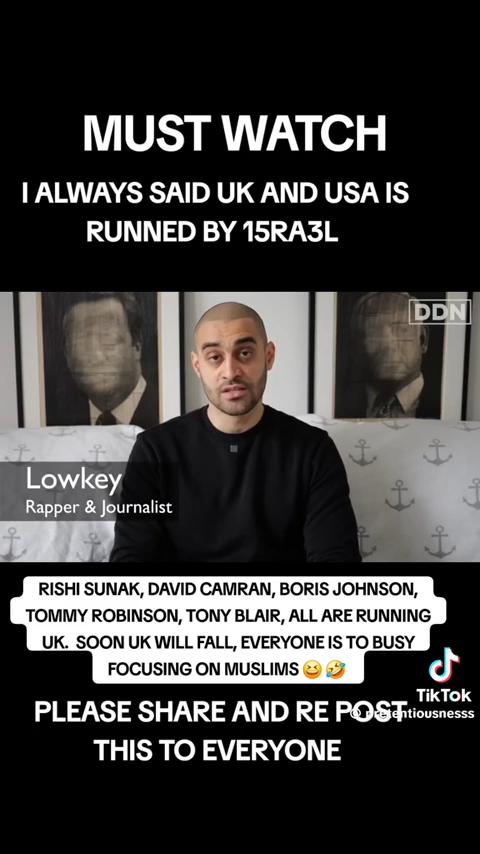 MUST WATCH
I ALWAYS SAID UK AND USA IS
RUNNED BY 15RA3L
DDN
Lowkey
Rapper & Journalist
RISHI SUNAK, DAVID CAMRAN, BORIS JOHNSON,
TOMMY ROBINSON, TONY BLAIR, ALL ARE RUNNING
UK. SOON UK WILL FALL, EVERYONE IS TO BUSY
FOCUSING ON MUSLIMS 😆 🤣
TikTok
PLEASE SHARE AND RE POST
@ pretentiousnesss
THIS TO EVERYONE